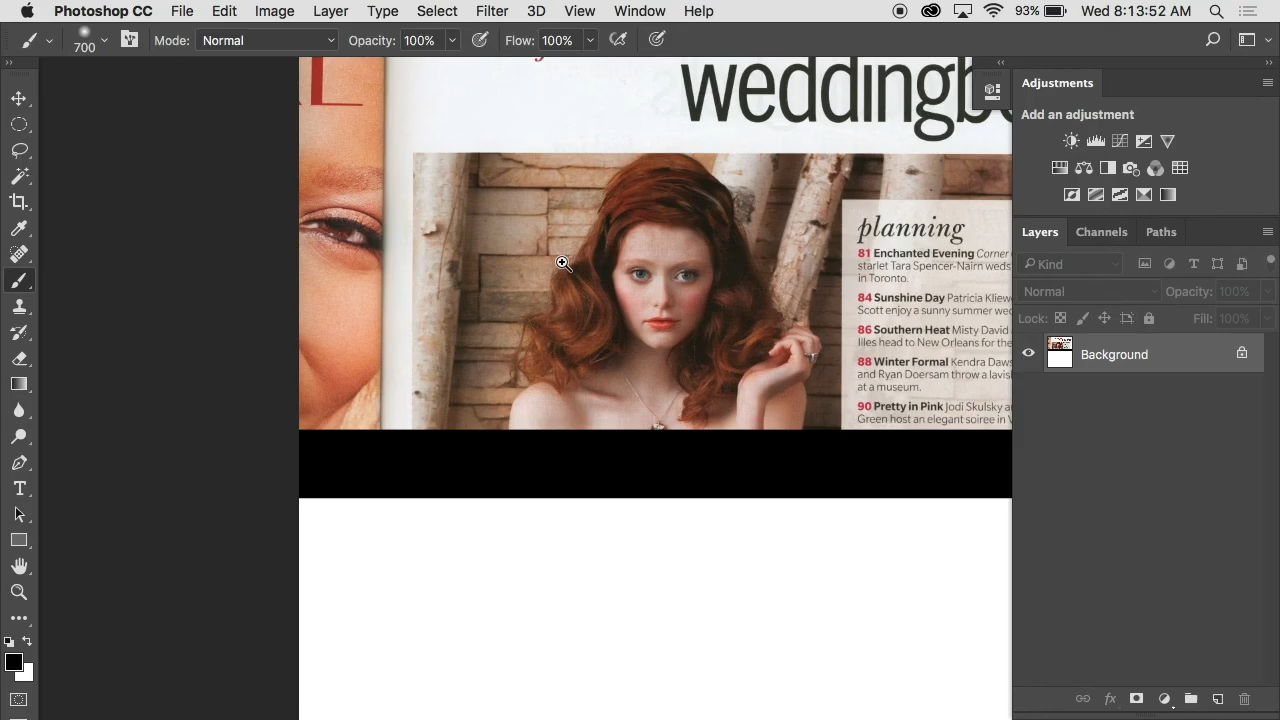 Photoshop CC File Edit Image Layer Type Select Filter 3D View Window Help 93% Wed 8:13:52 AM
700 Mode: Normal Opacity: 100% Flow: 100%
L
weddingb
planning
81 Enchanted Evening Corner
starlet Tara Spencer-Nairn weds
in Toronto.
84 Sunshine Day Patricia Kliewe
Scott enjoy a sunny summer wed
86 Southern Heat Misty David
Iiles head to New Orleans for the
88 Winter Formal Kendra Daws
and Ryan Doersam throw a lavis
at a museum.
90 Pretty in Pink Jodi Skulsky an
Green host an elegant soiree in V
Adjustments
Add an adjustment
Layers Channels Paths
Kind
Normal Opacity: 100%
Lock: Fill: 100%
Background